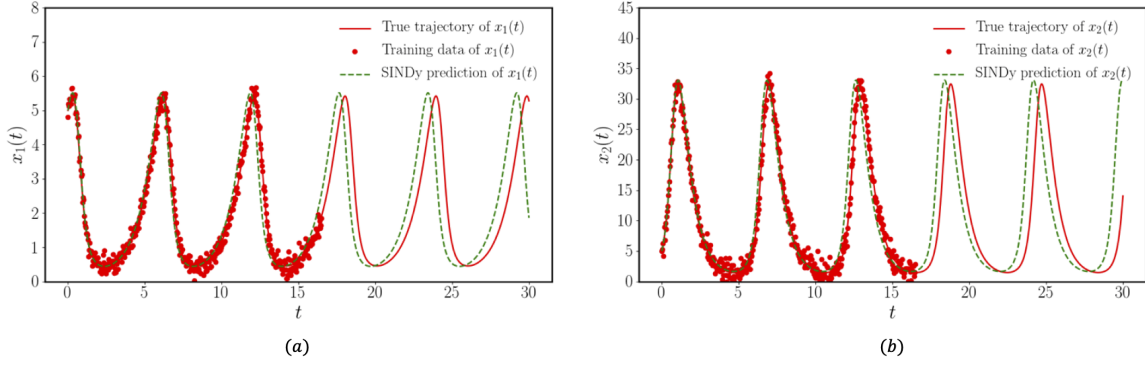 8
7
6
5
4
3
2
1
0
x₁(t)
True trajectory of x₁(t)
Training data of x₁(t)
SINDy prediction of x₁(t)
0 5 10 15 20 25 30
t
(a)
45
40
35
30
25
20
15
10
5
0
x₂(t)
True trajectory of x₂(t)
Training data of x₂(t)
SINDy prediction of x₂(t)
0 5 10 15 20 25 30
t
(b)